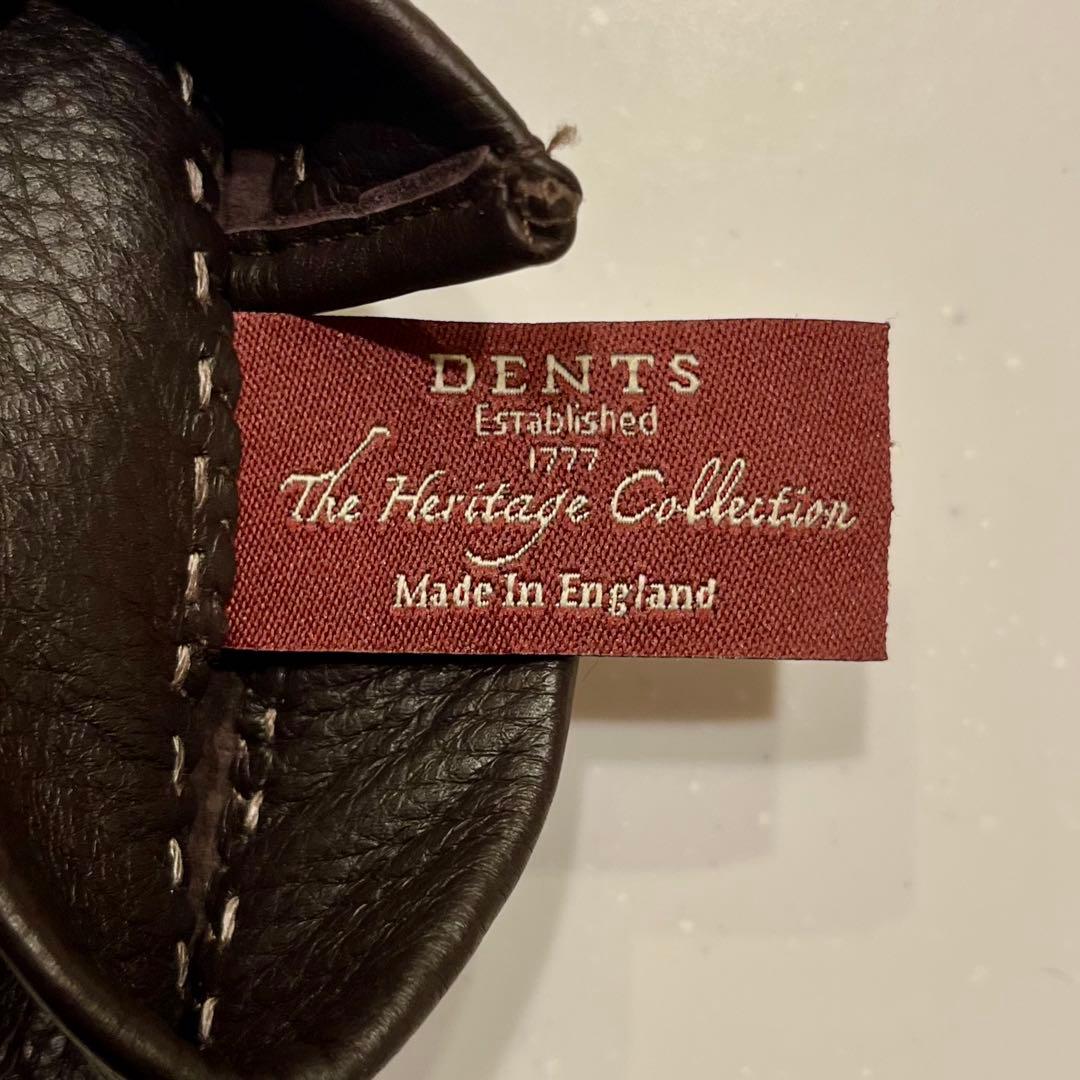 DENTS
Established
1777
The Heritage Collection
Made In England